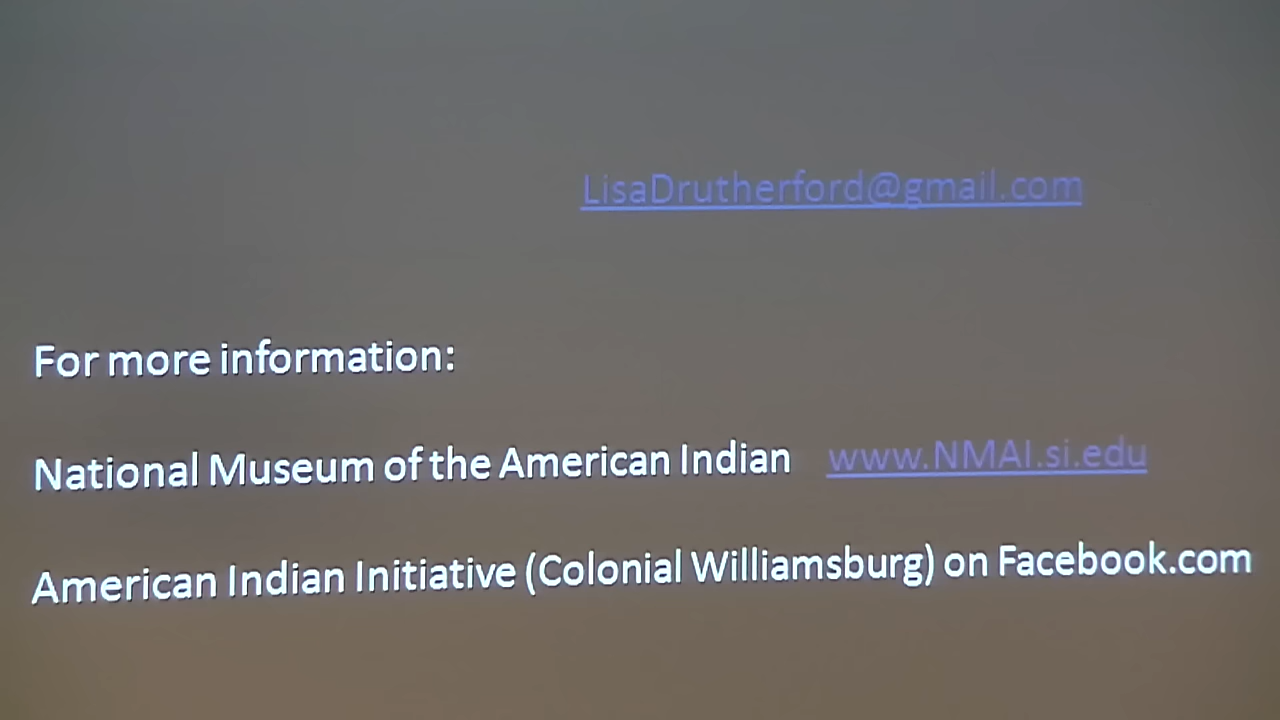 LisaDrutherford@gmail.com
For more information:
National Museum of the American Indian www.NMAI.si.edu
American Indian Initiative (Colonial Williamsburg) on Facebook.com